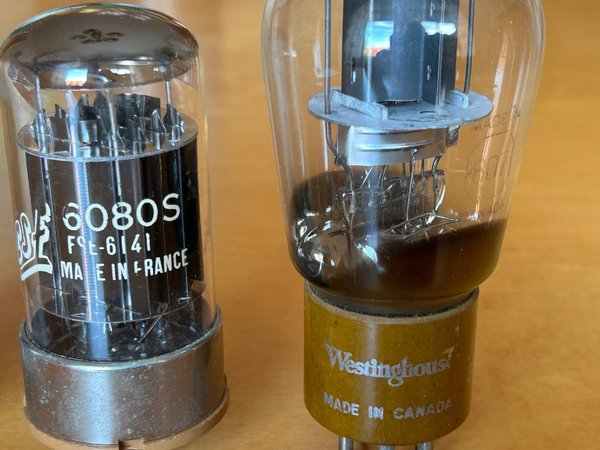 6080S
FSE-6141
MADE IN FRANCE
Westinghouse
MADE IN CANADA